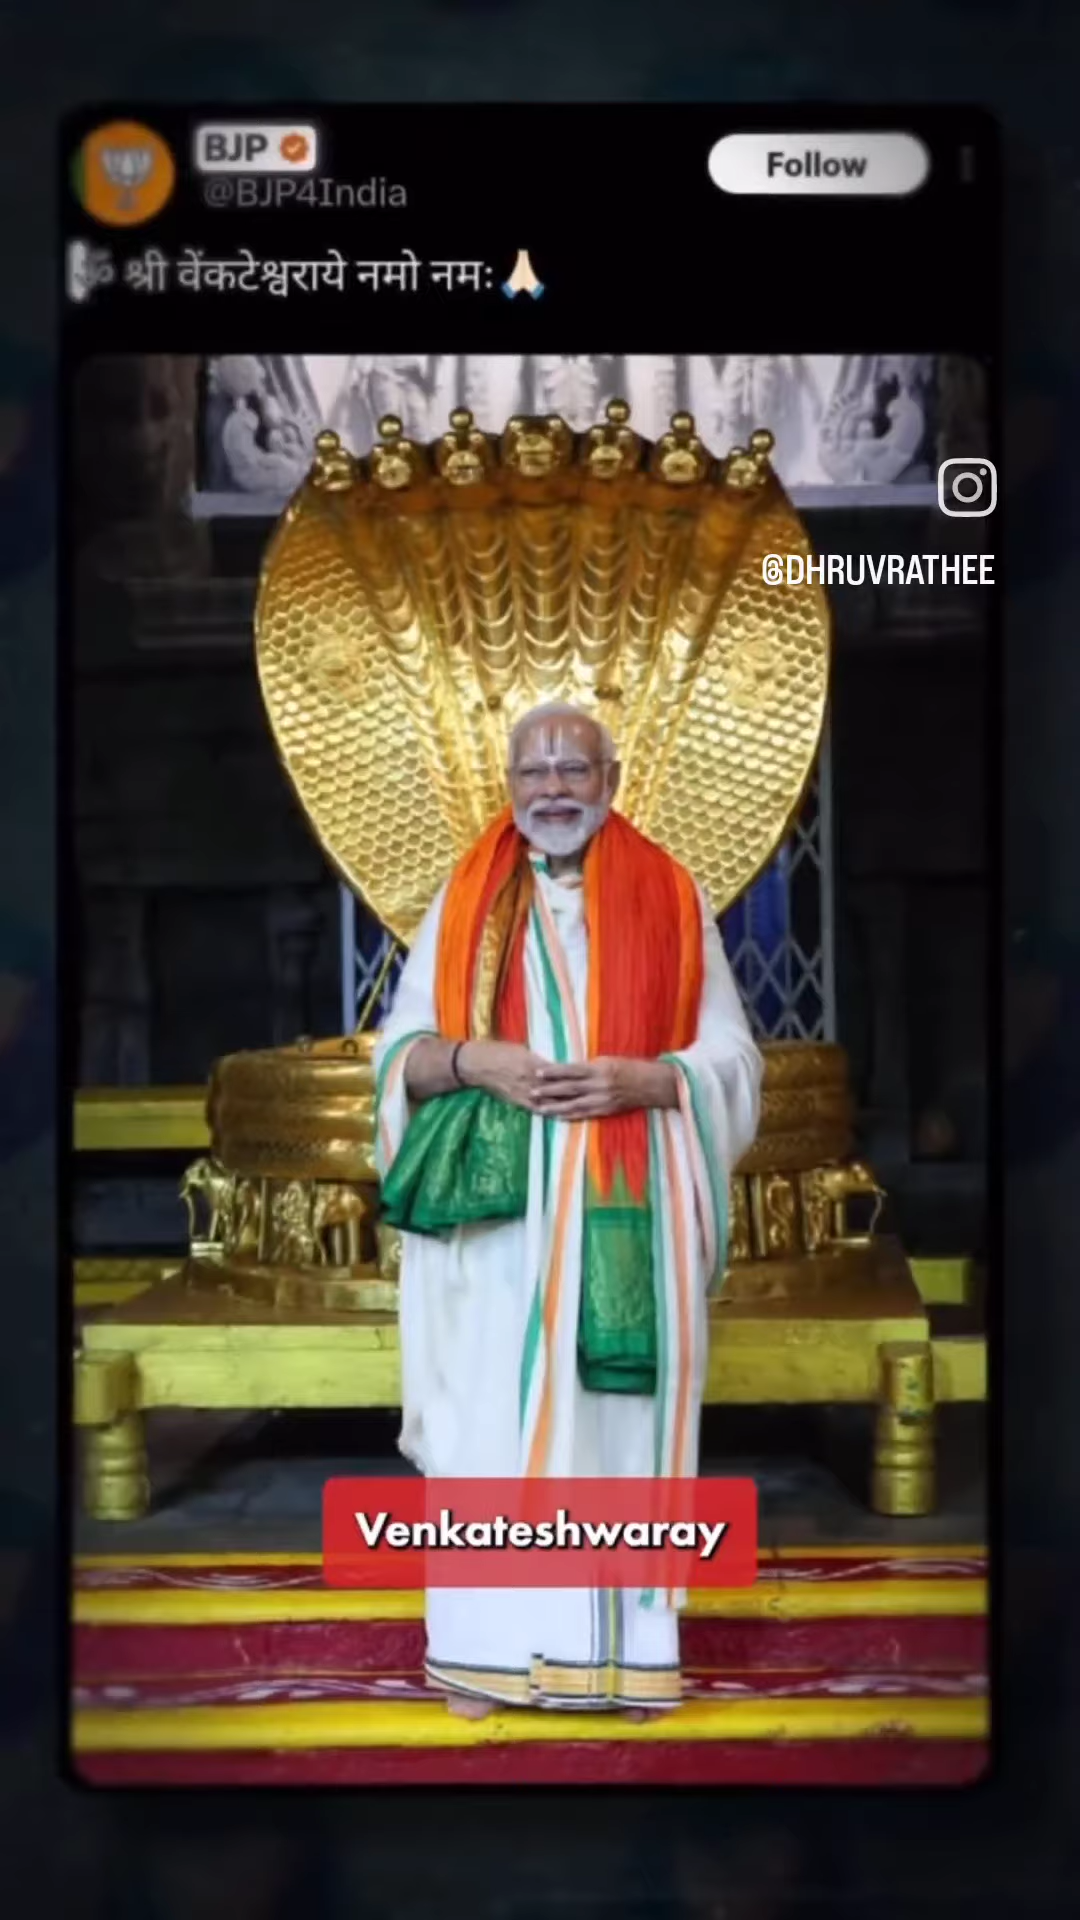 BJP
@BJP4India
Follow
ॐ श्री वेंकटेश्वराये नमो नमः🙏🏻
@DHRUVRATHEE
Venkateshwaray